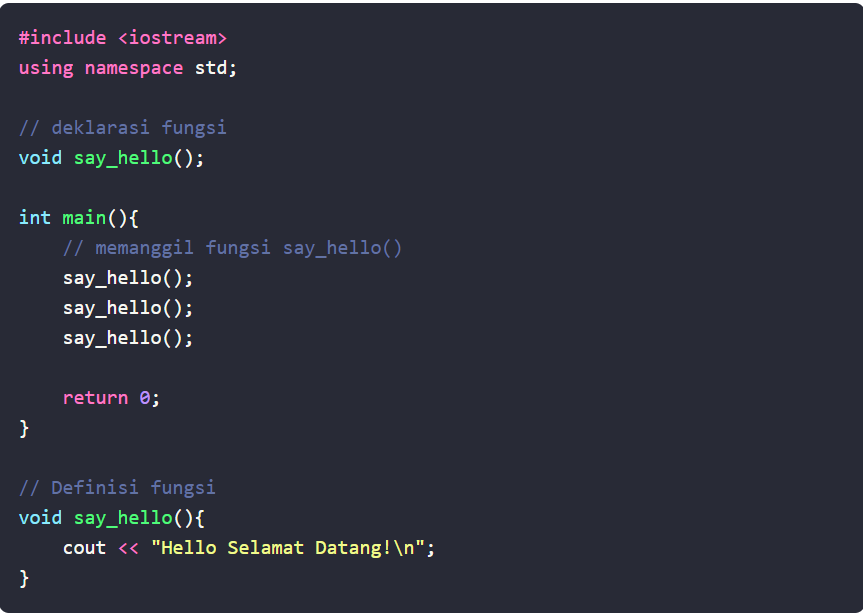 #include <iostream>
using namespace std;
// deklarasi fungsi
void say_hello();
int main(){
    // memanggil fungsi say_hello()
    say_hello();
    say_hello();
    say_hello();
    return 0;
}
// Definisi fungsi
void say_hello(){
    cout << "Hello Selamat Datang!\n";
}